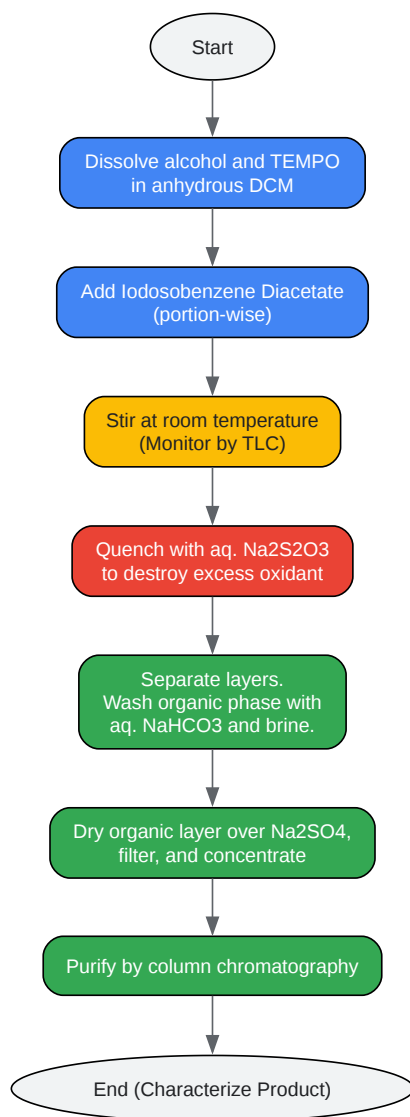 Start
Dissolve alcohol and TEMPO
in anhydrous DCM
Add Iodosobenzene Diacetate
(portion-wise)
Stir at room temperature
(Monitor by TLC)
Quench with aq. Na2S2O3
to destroy excess oxidant
Separate layers.
Wash organic phase with
aq. NaHCO3 and brine.
Dry organic layer over Na2SO4,
filter, and concentrate
Purify by column chromatography
End (Characterize Product)